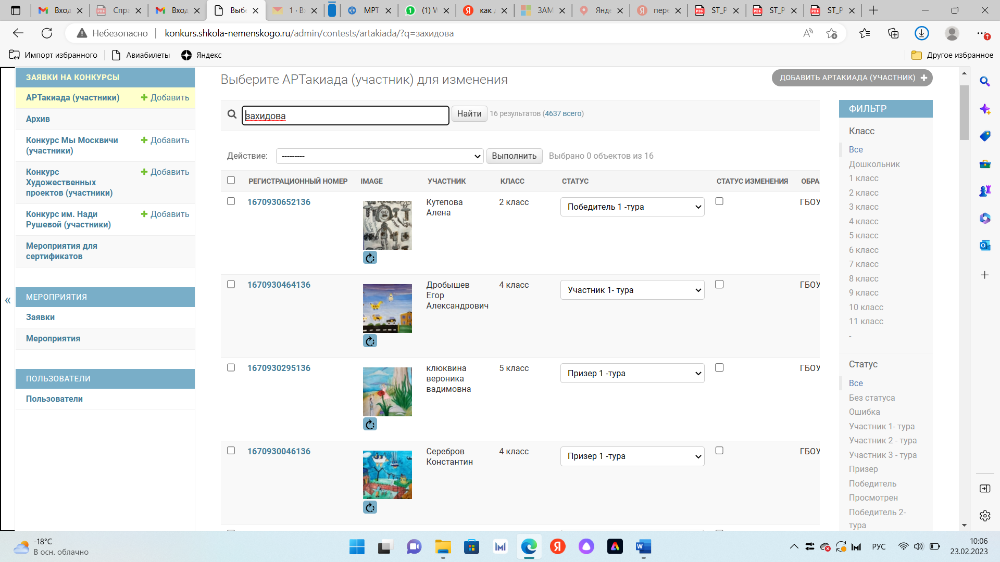 Вход
Спра
Вход
Выбе
1 · Вх
МРТ
(1) W
как д
ЗАМ
Янде
пере
ST_P
ST_P
ST_P
Небезопасно
konkurs.shkola-nemenskogo.ru/admin/contests/artakiada/?q=захидова
Импорт избранного
Авиабилеты
Яндекс
Другое избранное
ЗАЯВКИ НА КОНКУРСЫ
АРТакиада (участники)
+ Добавить
Архив
Конкурс Мы Москвичи
(участники)
+ Добавить
Конкурс
Художественных
проектов (участники)
+ Добавить
Конкурс им. Нади
Рушевой (участники)
+ Добавить
Мероприятия для
сертификатов
«
МЕРОПРИЯТИЯ
Заявки
Мероприятия
ПОЛЬЗОВАТЕЛИ
Пользователи
Выберите АРТакиада (участник) для изменения
ДОБАВИТЬ АРТАКИАДА (УЧАСТНИК) +
захидова
Найти
16 результатов (4637 всего)
Действие:
---------
Выполнить
Выбрано 0 объектов из 16
РЕГИСТРАЦИОННЫЙ НОМЕР IMAGE УЧАСТНИК КЛАСС СТАТУС СТАТУС ИЗМЕНЕНИЯ ОБРА
1670930652136
Кутепова
Алена
2 класс
Победитель 1 -тура
ГБОУ
1670930464136
Дробышев
Егор
Александрович
4 класс
Участник 1- тура
ГБОУ
1670930295136
клюквина
вероника
вадимовна
5 класс
Призер 1 -тура
ГБОУ
1670930046136
Серебров
Константин
4 класс
Призер 1 -тура
ГБОУ
ФИЛЬТР
Класс
Все
Дошкольник
1 класс
2 класс
3 класс
4 класс
5 класс
6 класс
7 класс
8 класс
9 класс
10 класс
11 класс
-
Статус
Все
Без статуса
Ошибка
Участник 1- тура
Участник 2 - тура
Участник 3 - тура
Призер
Победитель
Просмотрен
Победитель 2-
тура
-18°C
В осн. облачно
РУС
10:06
23.02.2023